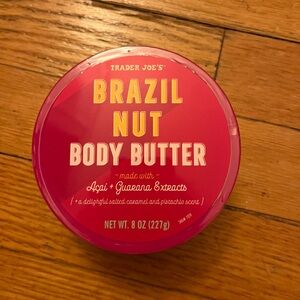 TRADER JOE'S
BRAZIL
NUT
BODY BUTTER
- made with -
Açaí + Guarana Extracts
(+ a delightful salted caramel and pistachio scent)
NET WT. 8 OZ (227g)